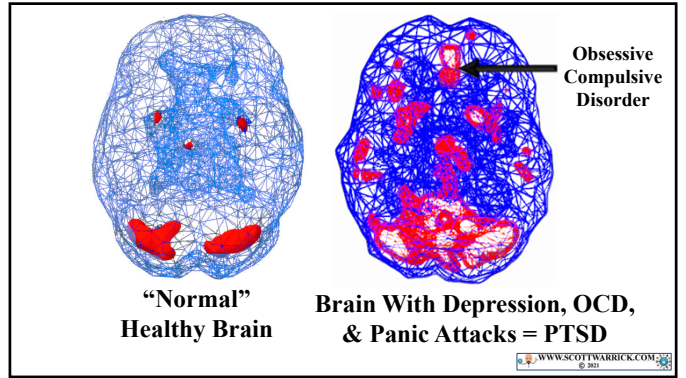 Obsessive
Compulsive
Disorder
“Normal”
Healthy Brain
Brain With Depression, OCD,
& Panic Attacks = PTSD
WWW.SCOTTWARRICK.COM
© 2021